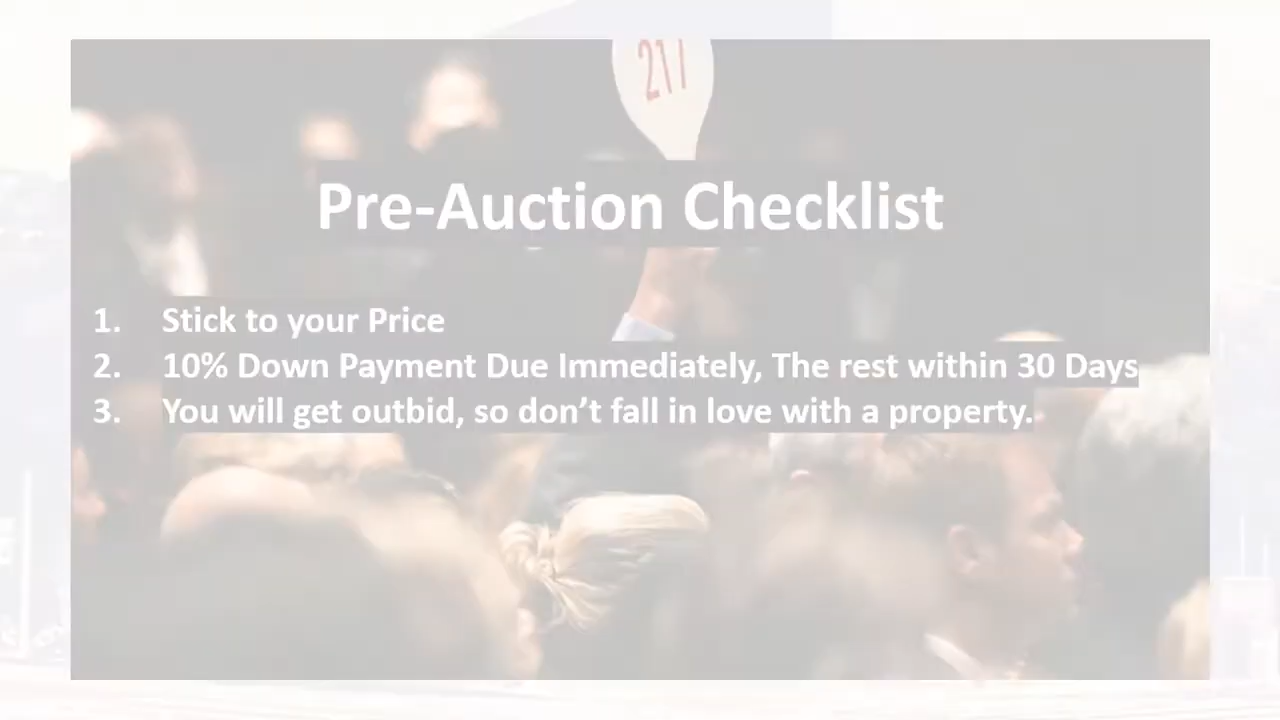 217
Pre-Auction Checklist
1. Stick to your Price
2. 10% Down Payment Due Immediately, The rest within 30 Days
3. You will get outbid, so don’t fall in love with a property.